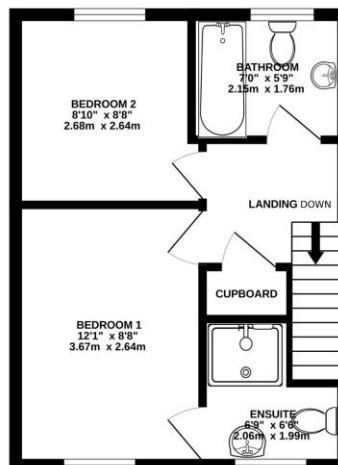 BATHROOM
7'0" x 5'9"
2.15m x 1.76m
BEDROOM 2
8'10" x 8'8"
2.68m x 2.64m
LANDING DOWN
CUPBOARD
BEDROOM 1
12'1" x 8'8"
3.67m x 2.64m
ENSUITE
6'9" x 6'6"
2.06m x 1.99m